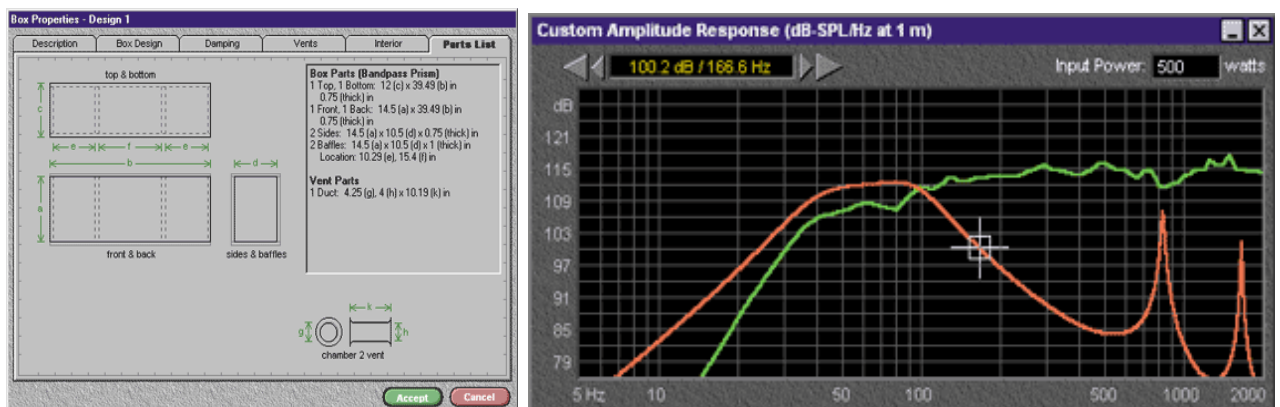 Box Properties - Design 1
Description Box Design Damping Vents Interior Parts List
top & bottom
c
e f e
b
d
a
front & back
sides & baffles
Box Parts (Bandpass Prism)
1 Top, 1 Bottom: 12 (c) x 39.49 (b) in
0.75 (thick) in
1 Front, 1 Back: 14.5 (a) x 39.49 (b) in
0.75 (thick) in
2 Sides: 14.5 (a) x 10.5 (d) x 0.75 (thick) in
2 Baffles: 14.5 (a) x 10.5 (d) x 1 (thick) in
Location: 10.29 (e), 15.4 (f) in
Vent Parts
1 Duct: 4.25 (g), 4 (h) x 10.19 (k) in
k
g h
chamber 2 vent
Accept Cancel
Custom Amplitude Response (dB-SPL/Hz at 1 m)
100.2 dB / 166.6 Hz
Input Power: 500 watts
dB
121
115
109
103
97
91
85
79
5 Hz 10 50 100 500 1000 2000